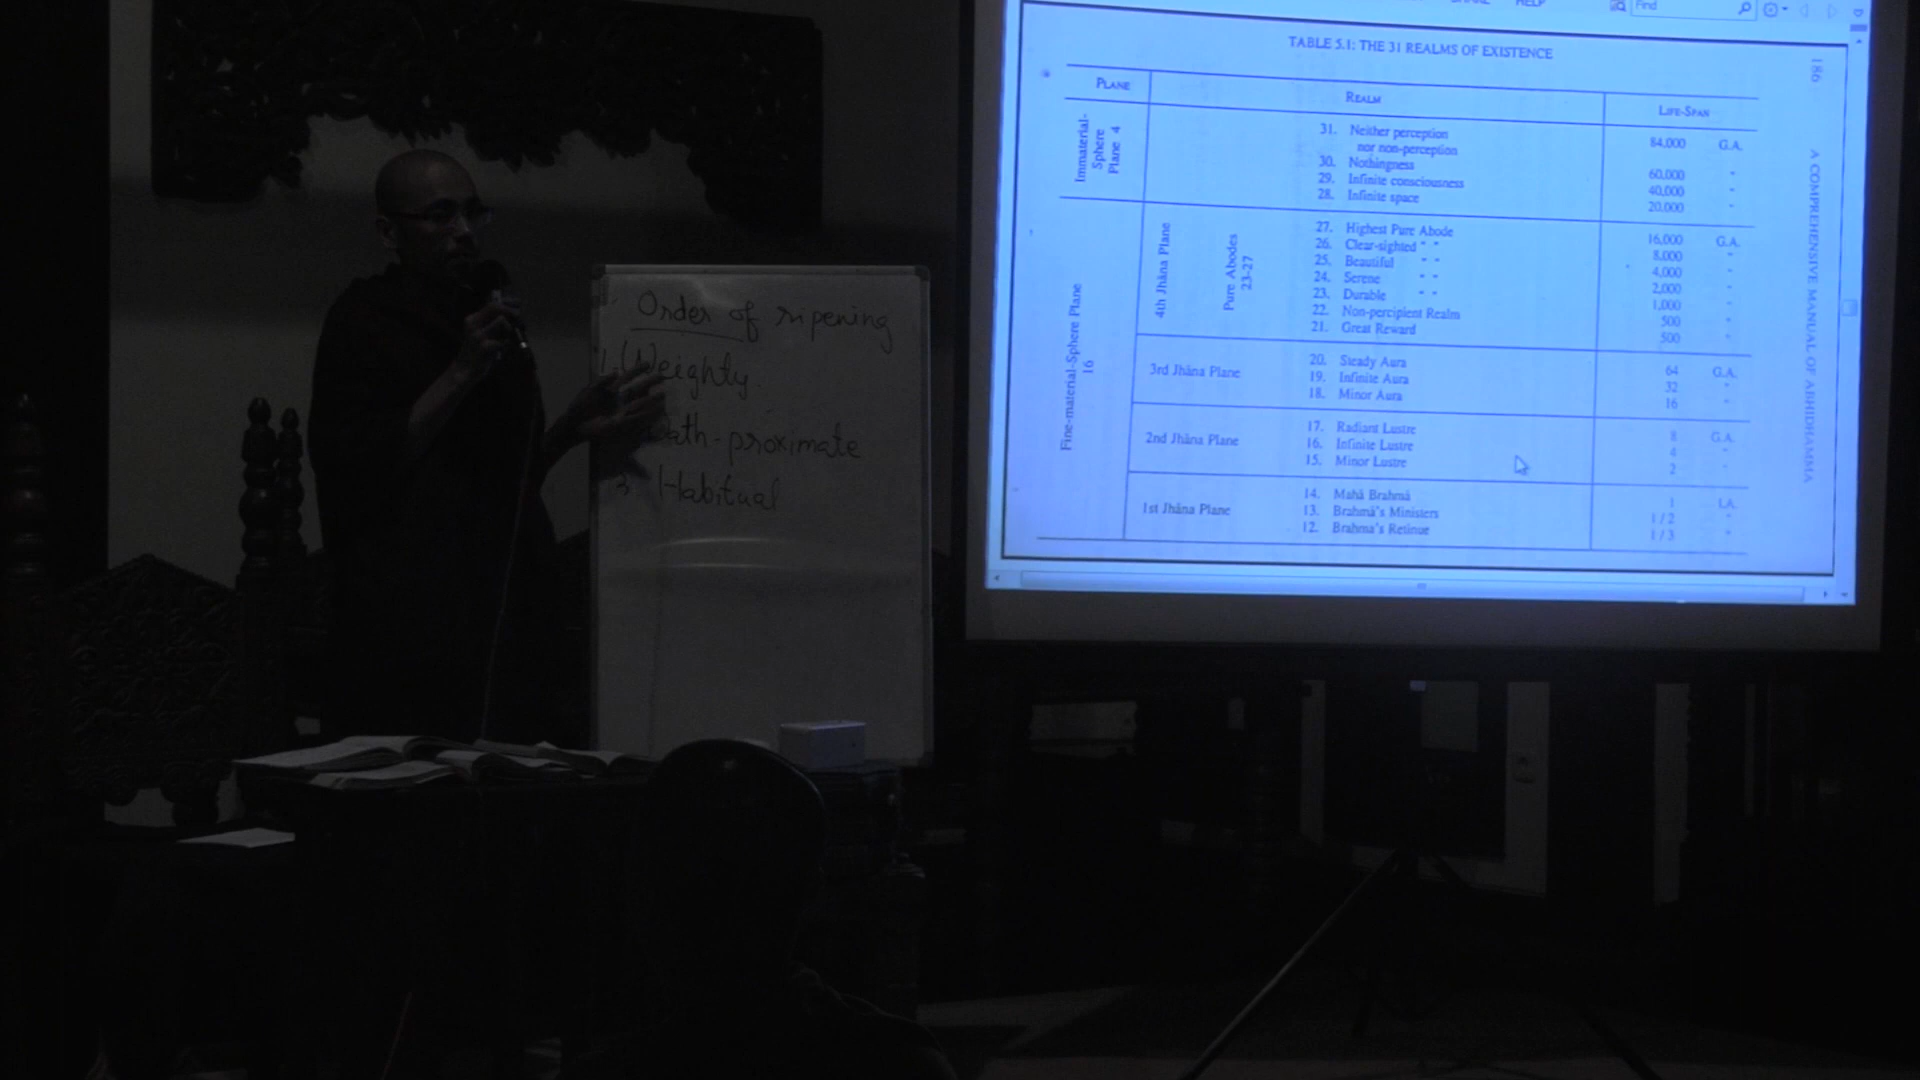 Order of ripening
1. Weightly
ath-proximate
3 Habitual
HELP
Find
TABLE 5.1: THE 31 REALMS OF EXISTENCE
186
A COMPREHENSIVE MANUAL OF ABHIDHAMMA
PLANE REALM LIFE-SPAN
Immaterial-
Sphere
Plane 4
31. Neither perception
nor non-perception 84,000 G.A.
30. Nothingness 60,000 "
29. Infinite consciousness 40,000 "
28. Infinite space 20,000 "
Fine-material-Sphere Plane
16
4th Jhāna Plane
Pure Abodes
23-27
27. Highest Pure Abode 16,000 G.A.
26. Clear-sighted " " 8,000 "
25. Beautiful " " 4,000 "
24. Serene " " 2,000 "
23. Durable " " 1,000 "
22. Non-percipient Realm 500 "
21. Great Reward 500 "
3rd Jhāna Plane
20. Steady Aura 64 G.A.
19. Infinite Aura 32 "
18. Minor Aura 16 "
2nd Jhāna Plane
17. Radiant Lustre 8 G.A.
16. Infinite Lustre 4 "
15. Minor Lustre 2 "
1st Jhāna Plane
14. Mahā Brahmā 1 I.A.
13. Brahmā's Ministers 1/2 "
12. Brahma's Retinue 1/3 "